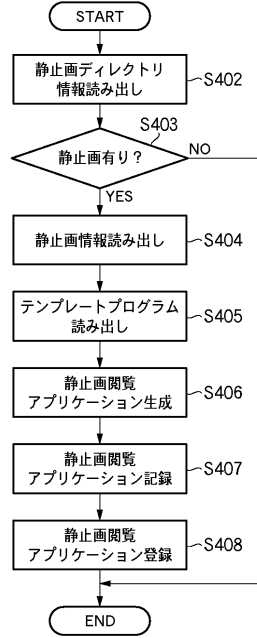 START
静止画ディレクトリ
情報読み出し
S402
S403
静止画有り？
NO
YES
静止画情報読み出し
S404
テンプレートプログラム
読み出し
S405
静止画閲覧
アプリケーション生成
S406
静止画閲覧
アプリケーション記録
S407
静止画閲覧
アプリケーション登録
S408
END